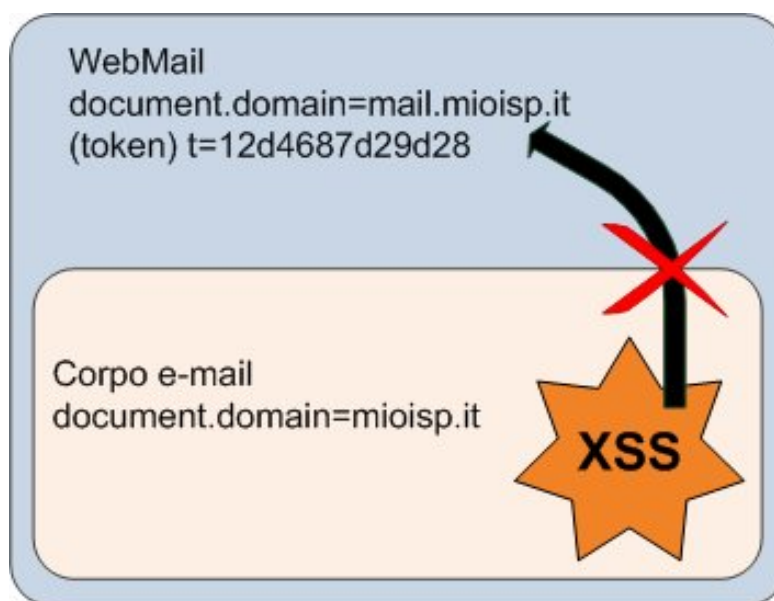 WebMail
document.domain=mail.mioisp.it
(token) t=12d4687d29d28
Corpo e-mail
document.domain=mioisp.it
XSS